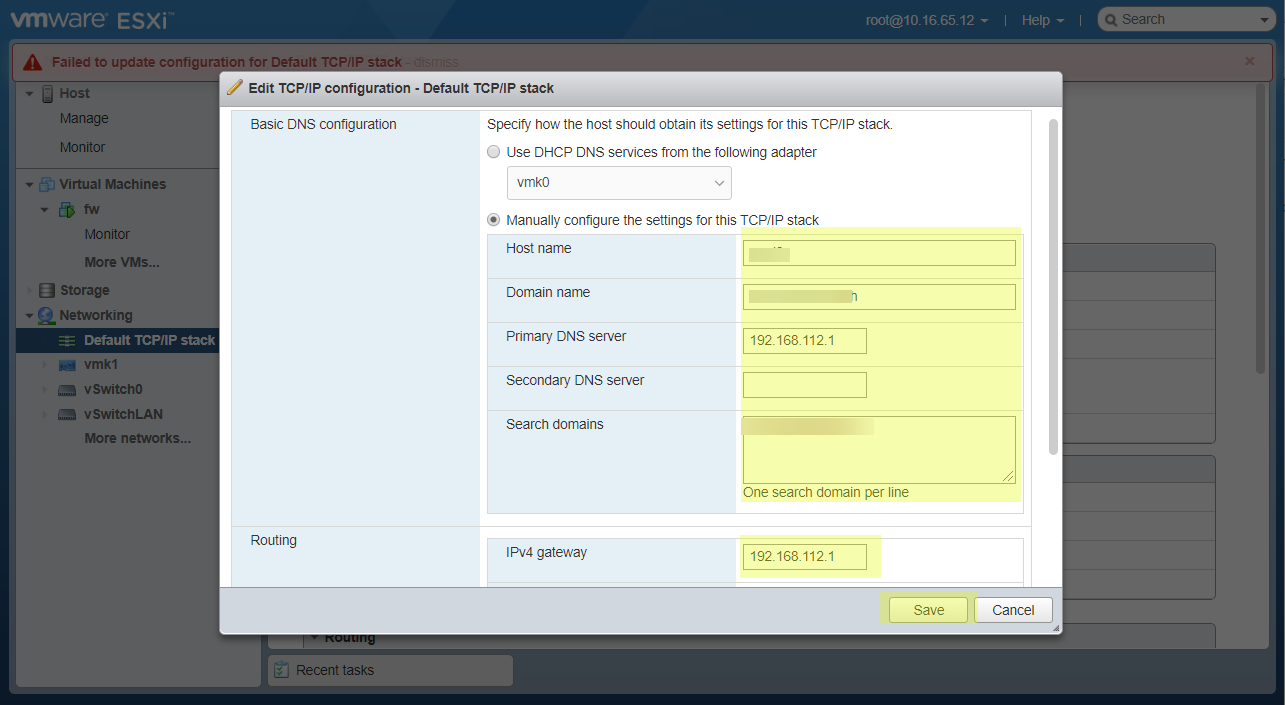 vmware ESXi™
root@10.16.65.12
|
Help
|
Search
Failed to update configuration for Default TCP/IP stack - dismiss
Host
Manage
Monitor
Virtual Machines
fw
Monitor
More VMs...
Storage
Networking
Default TCP/IP stack
vmk1
vSwitch0
vSwitchLAN
More networks...
Edit TCP/IP configuration - Default TCP/IP stack
Basic DNS configuration
Specify how the host should obtain its settings for this TCP/IP stack.
Use DHCP DNS services from the following adapter
vmk0
Manually configure the settings for this TCP/IP stack
Host name
Domain name
Primary DNS server
192.168.112.1
Secondary DNS server
Search domains
One search domain per line
Routing
IPv4 gateway
192.168.112.1
Save
Cancel
Routing
Recent tasks